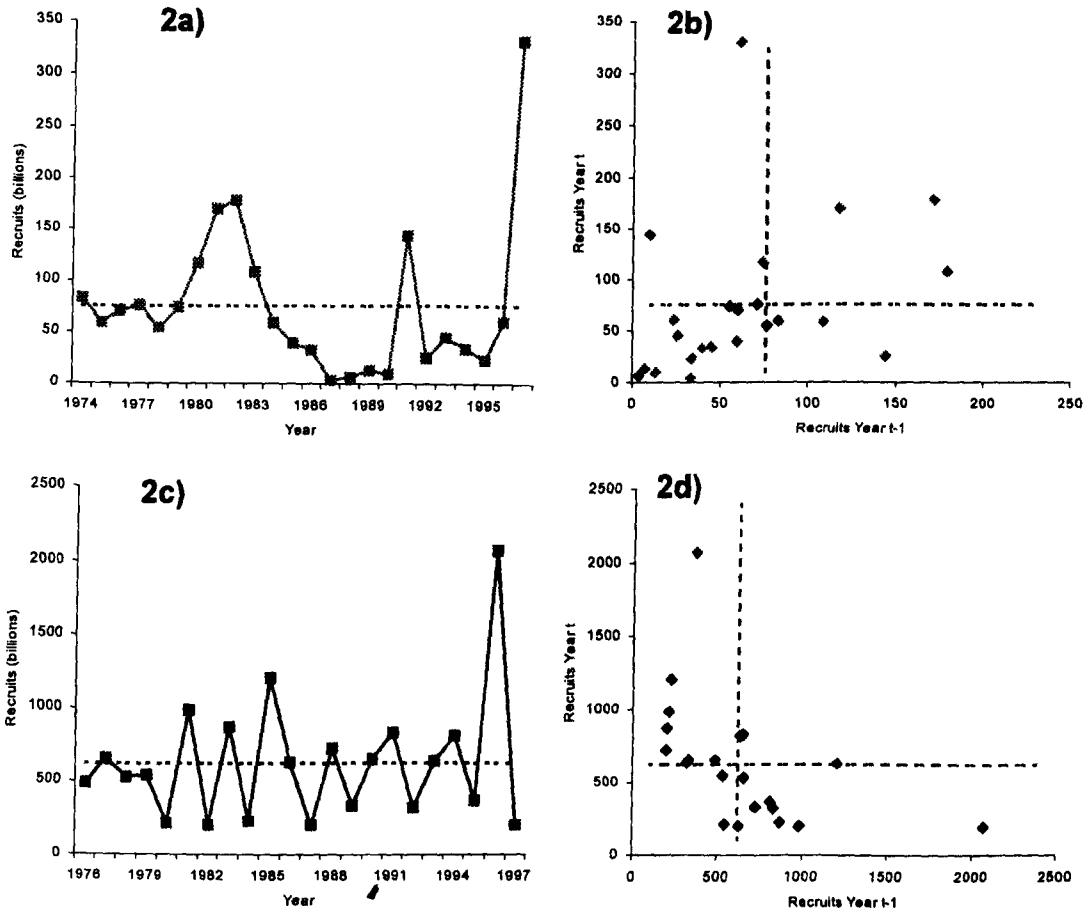 2a)
350
300
250
200
150
100
50
0
Recruits (billions)
1974 1977 1980 1983 1986 1989 1992 1995
Year
2b)
350
300
250
200
150
100
50
0
Recruits Year t
0 50 100 150 200 250
Recruits Year t-1
2c)
2500
2000
1500
1000
500
0
Recruits (billions)
1976 1979 1982 1985 1988 1991 1994 1997
Year
2d)
2500
2000
1500
1000
500
0
Recruits Year t
0 500 1000 1500 2000 2500
Recruits Year t-1